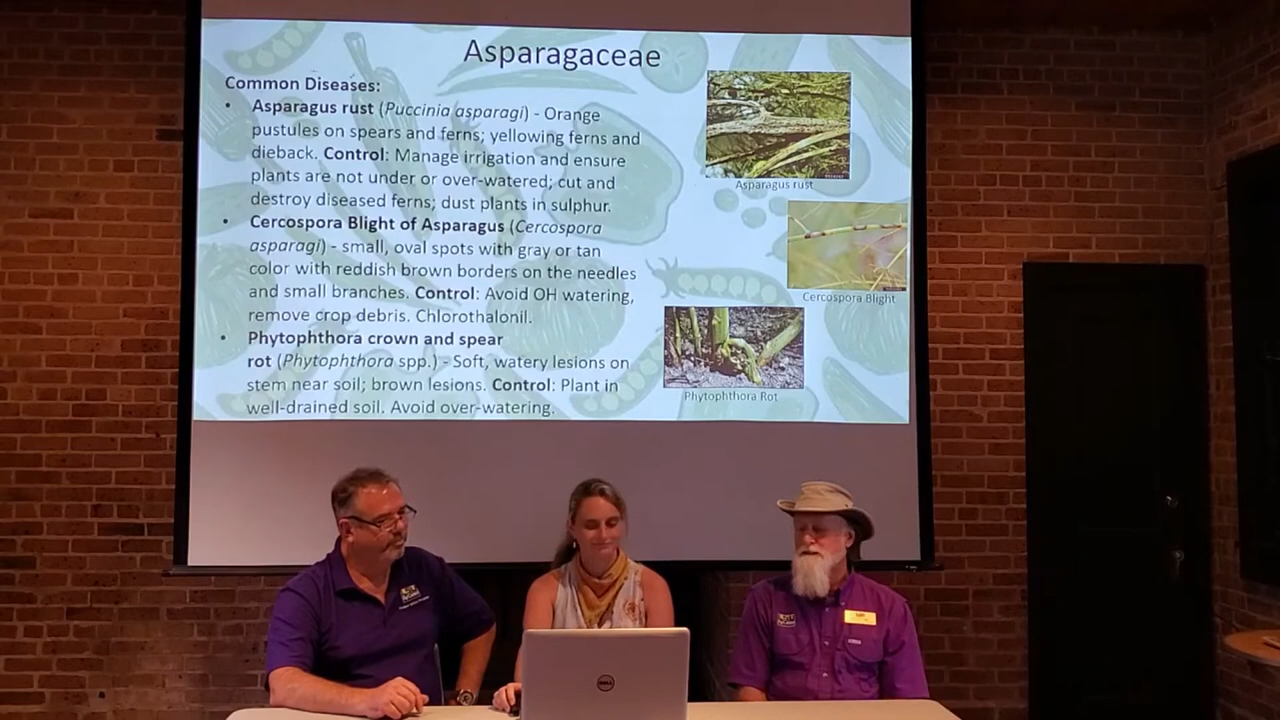 Asparagaceae
Common Diseases:
• Asparagus rust (Puccinia asparagi) - Orange
pustules on spears and ferns; yellowing ferns and
dieback. Control: Manage irrigation and ensure
plants are not under or over-watered; cut and
destroy diseased ferns; dust plants in sulphur.
• Cercospora Blight of Asparagus (Cercospora
asparagi) - small, oval spots with gray or tan
color with reddish brown borders on the needles
and small branches. Control: Avoid OH watering,
remove crop debris. Chlorothalonil.
• Phytophthora crown and spear
rot (Phytophthora spp.) - Soft, watery lesions on
stem near soil; brown lesions. Control: Plant in
well-drained soil. Avoid over-watering.
Asparagus rust
Cercospora Blight
Phytophthora Rot
DELL